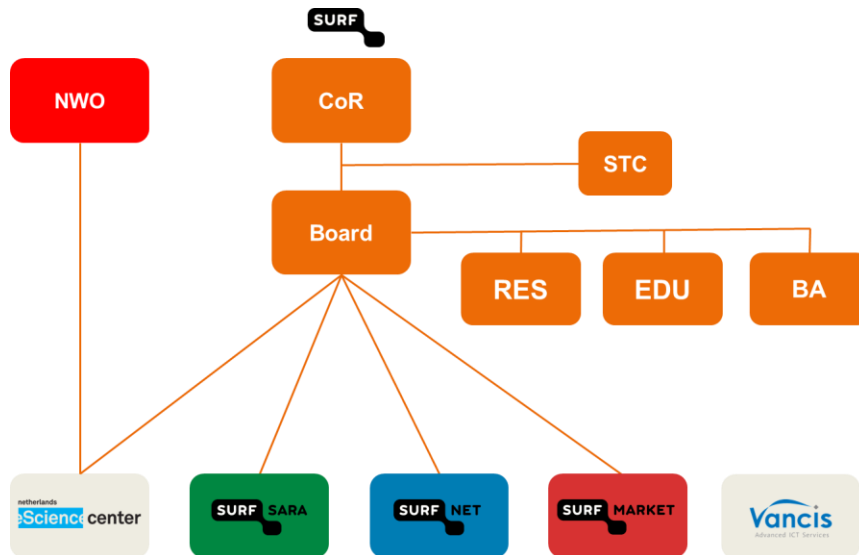 SURF
NWO
CoR
STC
Board
RES
EDU
BA
netherlands
eScience center
SURF SARA
SURF NET
SURF MARKET
Vancis
Advanced ICT Services